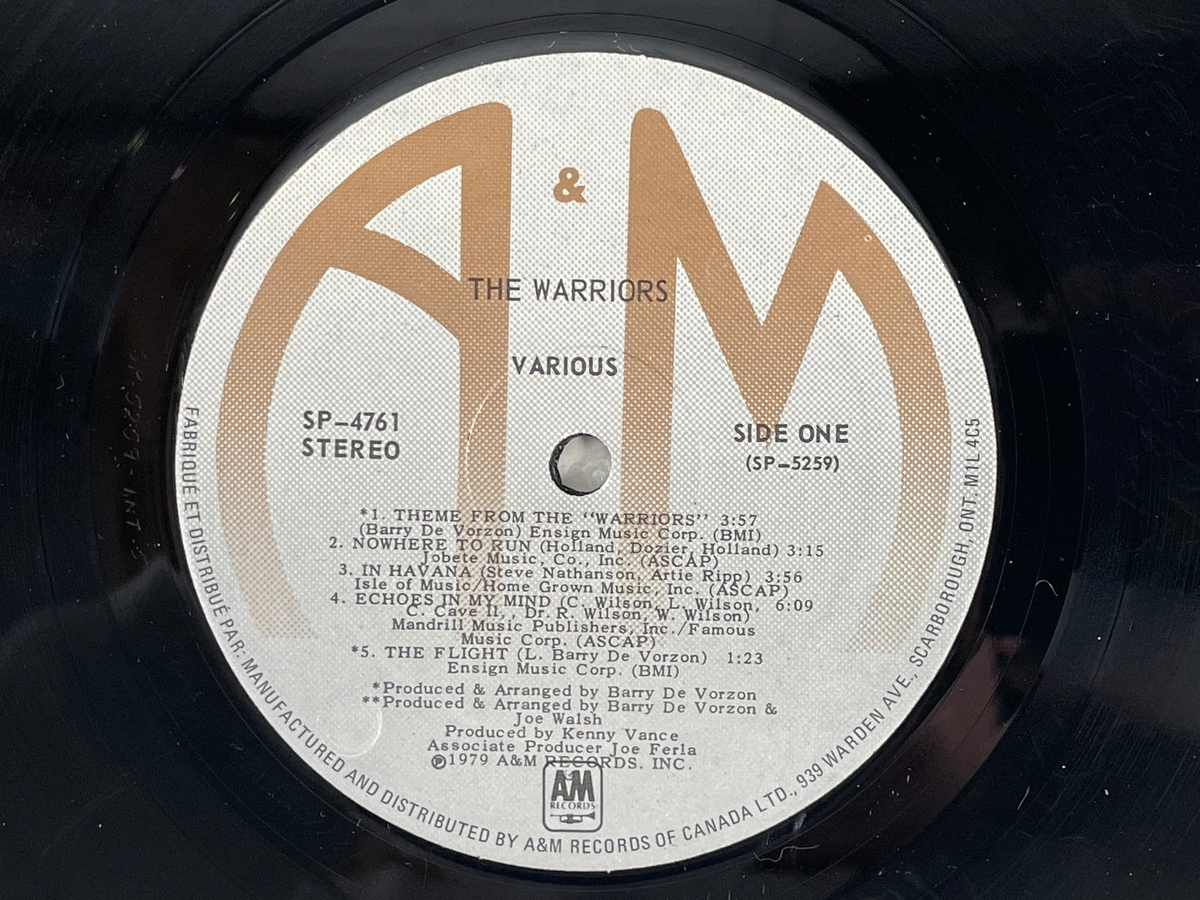 A & M
THE WARRIORS
VARIOUS
SP-4761
STEREO
SIDE ONE
(SP-5259)
*1. THEME FROM THE "WARRIORS" 3:57
(Barry De Vorzon) Ensign Music Corp. (BMI)
2. NOWHERE TO RUN (Holland, Dozier, Holland) 3:15
Jobete Music, Co., Inc. (ASCAP)
3. IN HAVANA (Steve Nathanson, Artie Ripp) 3:56
Isle of Music/Home Grown Music, Inc. (ASCAP)
4. ECHOES IN MY MIND (C. Wilson, L. Wilson, 6:09
C. Cave II, , Dr. R. Wilson, W. Wilson)
Mandrill Music Publishers, Inc./Famous
Music Corp. (ASCAP)
*5. THE FLIGHT (L. Barry De Vorzon) 1:23
Ensign Music Corp. (BMI)
*Produced & Arranged by Barry De Vorzon
**Produced & Arranged by Barry De Vorzon &
Joe Walsh
Produced by Kenny Vance
Associate Producer Joe Ferla
℗1979 A&M RECORDS. INC.
AM
RECORDS
FABRIQUÉ ET DISTRIBUÉ PAR: MANUFACTURED AND DISTRIBUTED BY A&M RECORDS OF CANADA LTD., 939 WARDEN AVE., SCARBOROUGH, ONT. M1L 4C5